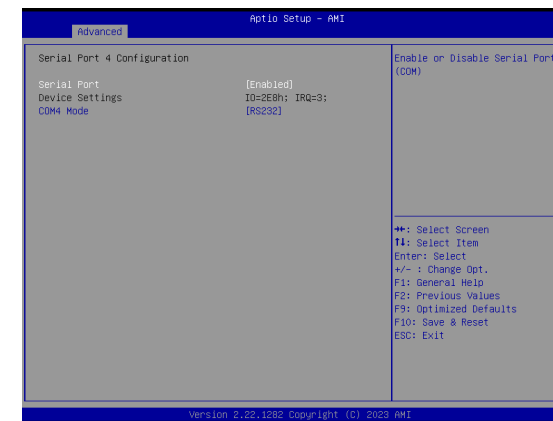 Aptio Setup - AMI
Advanced
Serial Port 4 Configuration
Serial Port [Enabled]
Device Settings IO=2E8h; IRQ=3;
COM4 Mode [RS232]
Enable or Disable Serial Port
(COM)
→←: Select Screen
↑↓: Select Item
Enter: Select
+/- : Change Opt.
F1: General Help
F2: Previous Values
F9: Optimized Defaults
F10: Save & Reset
ESC: Exit
Version 2.22.1282 Copyright (C) 2023 AMI